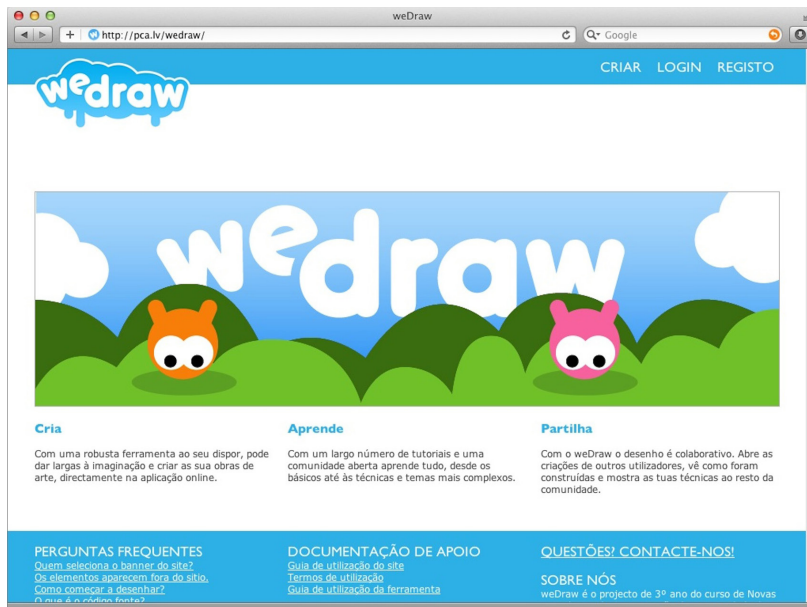 weDraw
http://pca.lv/wedraw/
Google
wedraw
CRIAR LOGIN REGISTO
wedraw
Cria
Com uma robusta ferramenta ao seu dispor, pode
dar largas à imaginação e criar as sua obras de
arte, directamente na aplicação online.
Aprende
Com um largo número de tutoriais e uma
comunidade aberta aprende tudo, desde os
básicos até às técnicas e temas mais complexos.
Partilha
Com o weDraw o desenho é colaborativo. Abre as
criações de outros utilizadores, vê como foram
construídas e mostra as tuas técnicas ao resto da
comunidade.
PERGUNTAS FREQUENTES
Quem seleciona o banner do site?
Os elementos aparecem fora do sitio.
Como começar a desenhar?
O que é o código fonte?
DOCUMENTAÇÃO DE APOIO
Guia de utilização do site
Termos de utilização
Guia de utilização da ferramenta
QUESTÕES? CONTACTE-NOS!
SOBRE NÓS
weDraw é o projecto de 3º ano do curso de Novas